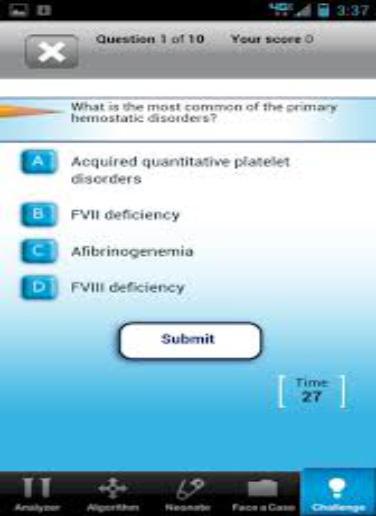 4G 3:37
Question 1 of 10 Your score 0
What is the most common of the primary
hemostatic disorders?
A Acquired quantitative platelet
disorders
B FVII deficiency
C Afibrinogenemia
D FVIII deficiency
Submit
Time
27
Analyzer Algorithm Neonate Face a Case Challenge